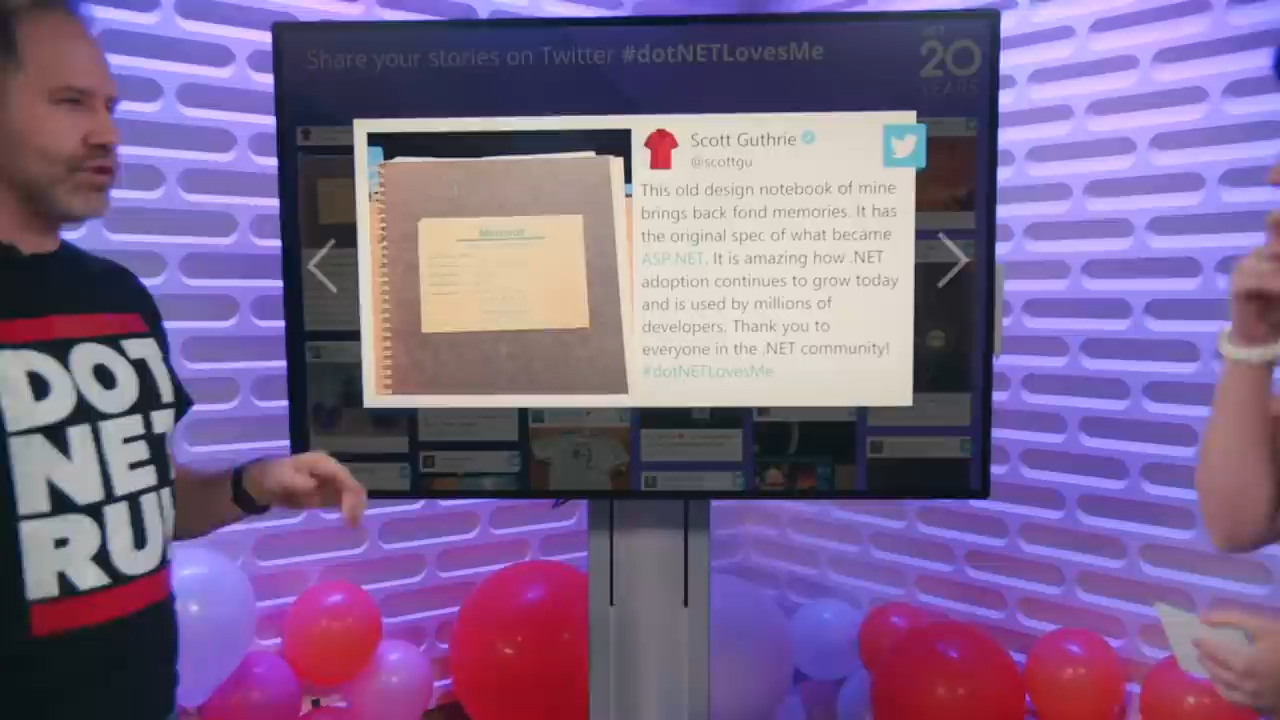 Share your stories on Twitter #dotNETLovesMe
.NET
20
YEARS
Scott Guthrie
@scottgu
This old design notebook of mine
brings back fond memories. It has
the original spec of what became
ASP.NET. It is amazing how .NET
adoption continues to grow today
and is used by millions of
developers. Thank you to
everyone in the .NET community!
#dotNETLovesMe
Microsoft
DOT
NET
RU